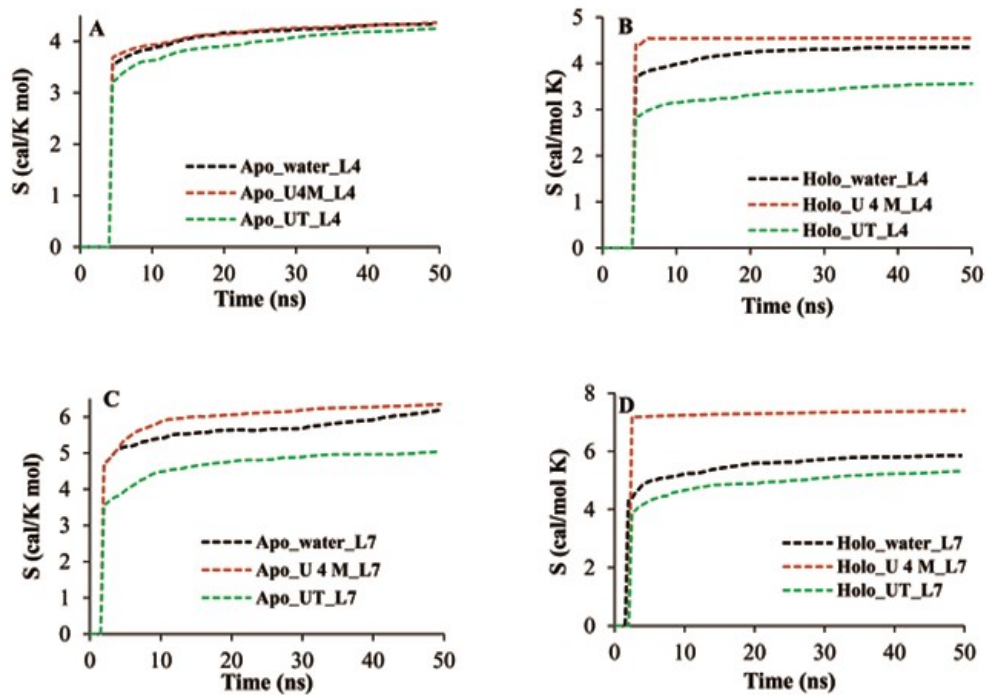 A
S (cal/K mol)
4
3
2
1
0
Apo_water_L4
Apo_U4M_L4
Apo_UT_L4
0 10 20 30 40 50
Time (ns)
B
S (cal/mol K)
5
4
3
2
1
0
Holo_water_L4
Holo_U 4 M_L4
Holo_UT_L4
0 10 20 30 40 50
Time (ns)
C
S (cal/K mol)
6
5
4
3
2
1
0
Apo_water_L7
Apo_U 4 M_L7
Apo_UT_L7
0 10 20 30 40 50
Time (ns)
D
S (cal/mol K)
8
6
4
2
0
Holo_water_L7
Holo_U 4 M_L7
Holo_UT_L7
0 10 20 30 40 50
Time (ns)